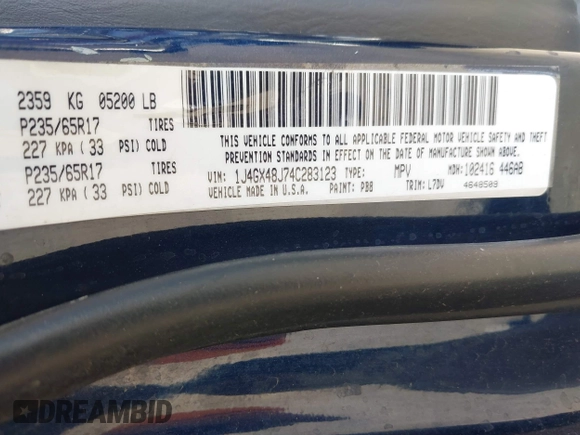 2359 KG 05200 LB
P235/65R17 TIRES
227 KPA ( 33 PSI) COLD
P235/65R17 TIRES
227 KPA ( 33 PSI) COLD
THIS VEHICLE CONFORMS TO ALL APPLICABLE FEDERAL MOTOR VEHICLE SAFETY AND THEFT
PREVENTION STANDARDS IN EFFECT ON THE DATE OF MANUFACTURE SHOWN ABOVE.
VIN: 1J4GX48J74C283123 TYPE: MPV MDH: 102416 446AB
VEHICLE MADE IN U.S.A. PAINT: PBB TRIM: L7DV 4648509
DREAMBID